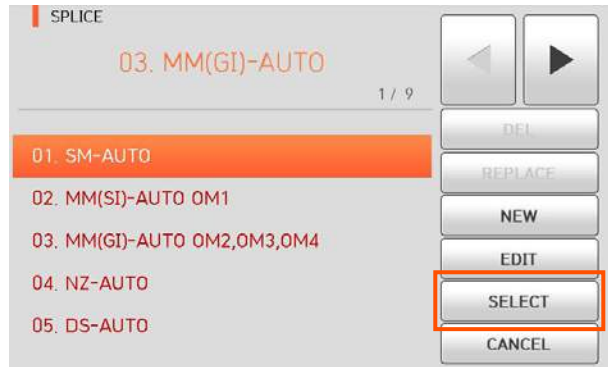 SPLICE
03. MM(GI)-AUTO
1 / 9
01. SM-AUTO
02. MM(SI)-AUTO OM1
03. MM(GI)-AUTO OM2,OM3,OM4
04. NZ-AUTO
05. DS-AUTO
DEL
REPLACE
NEW
EDIT
SELECT
CANCEL